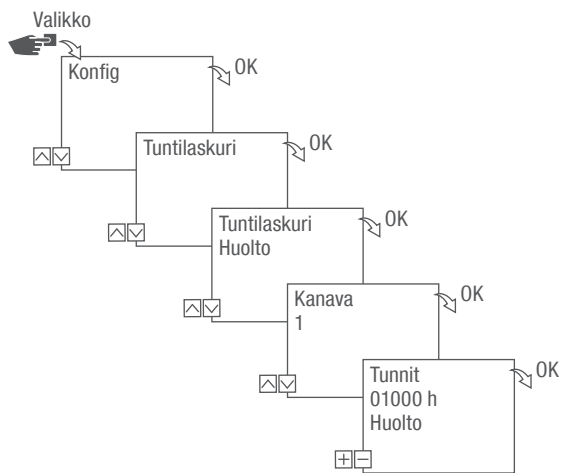 Valikko
Konfig
OK
Tuntilaskuri
OK
Tuntilaskuri
Huolto
OK
Kanava
1
OK
Tunnit
01000 h
Huolto
OK